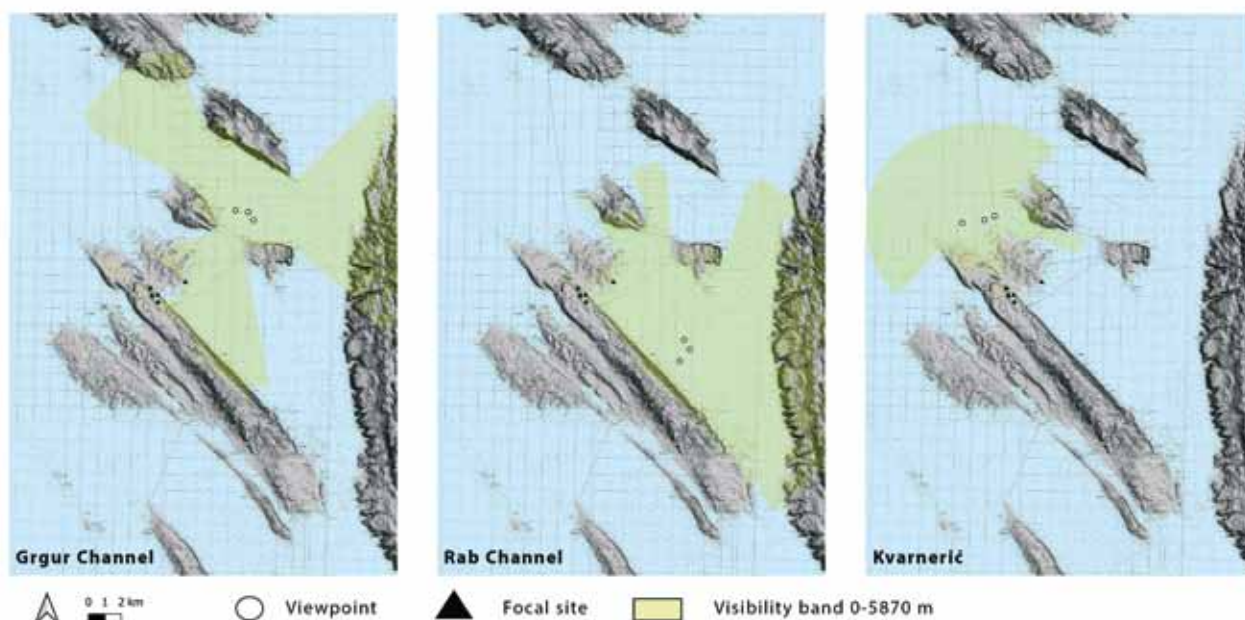 Grgur Channel
Rab Channel
Kvarnerić
0 1 2 km
Viewpoint
Focal site
Visibility band 0-5870 m